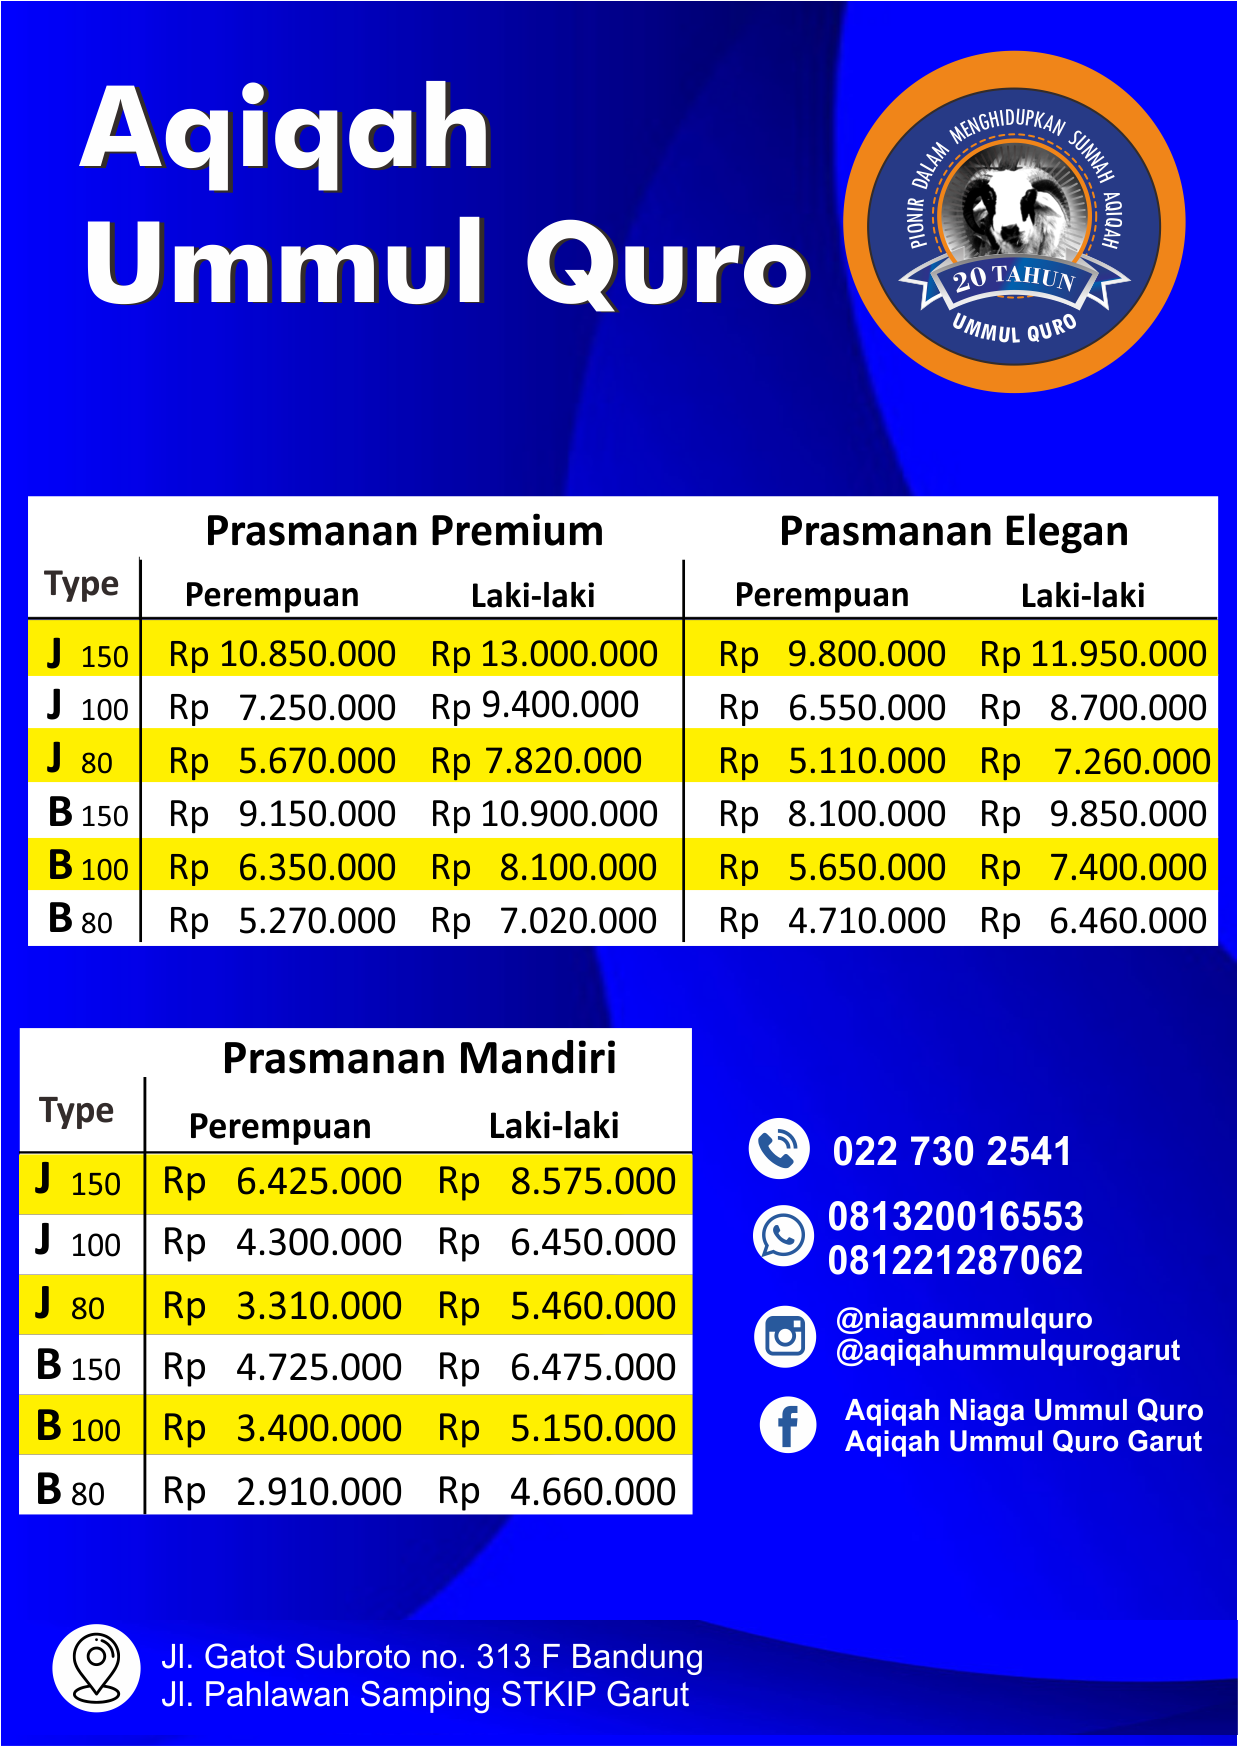 Aqiqah
Ummul Quro
PIONIR DALAM MENGHIDUPKAN SUNNAH AQIQAH
20 TAHUN
UMMUL QURO
Prasmanan Premium Prasmanan Elegan
Type Perempuan Laki-laki Perempuan Laki-laki
J 150 Rp 10.850.000 Rp 13.000.000 Rp 9.800.000 Rp 11.950.000
J 100 Rp 7.250.000 Rp 9.400.000 Rp 6.550.000 Rp 8.700.000
J 80 Rp 5.670.000 Rp 7.820.000 Rp 5.110.000 Rp 7.260.000
B 150 Rp 9.150.000 Rp 10.900.000 Rp 8.100.000 Rp 9.850.000
B 100 Rp 6.350.000 Rp 8.100.000 Rp 5.650.000 Rp 7.400.000
B 80 Rp 5.270.000 Rp 7.020.000 Rp 4.710.000 Rp 6.460.000
Prasmanan Mandiri
Type Perempuan Laki-laki
J 150 Rp 6.425.000 Rp 8.575.000
J 100 Rp 4.300.000 Rp 6.450.000
J 80 Rp 3.310.000 Rp 5.460.000
B 150 Rp 4.725.000 Rp 6.475.000
B 100 Rp 3.400.000 Rp 5.150.000
B 80 Rp 2.910.000 Rp 4.660.000
022 730 2541
081320016553
081221287062
@niagaummulquro
@aqiqahummulqurogarut
Aqiqah Niaga Ummul Quro
Aqiqah Ummul Quro Garut
Jl. Gatot Subroto no. 313 F Bandung
Jl. Pahlawan Samping STKIP Garut